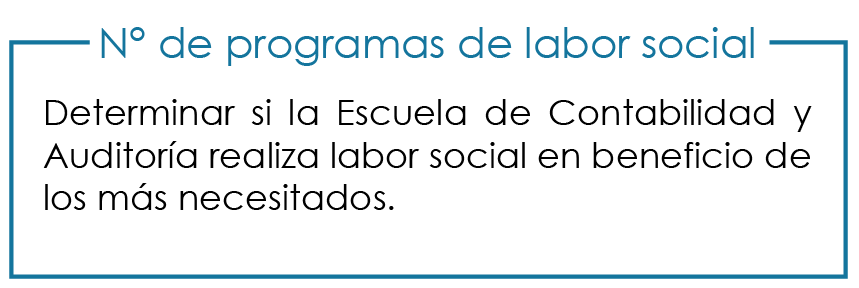 N° de programas de labor social
Determinar si la Escuela de Contabilidad y
Auditoría realiza labor social en beneficio de
los más necesitados.